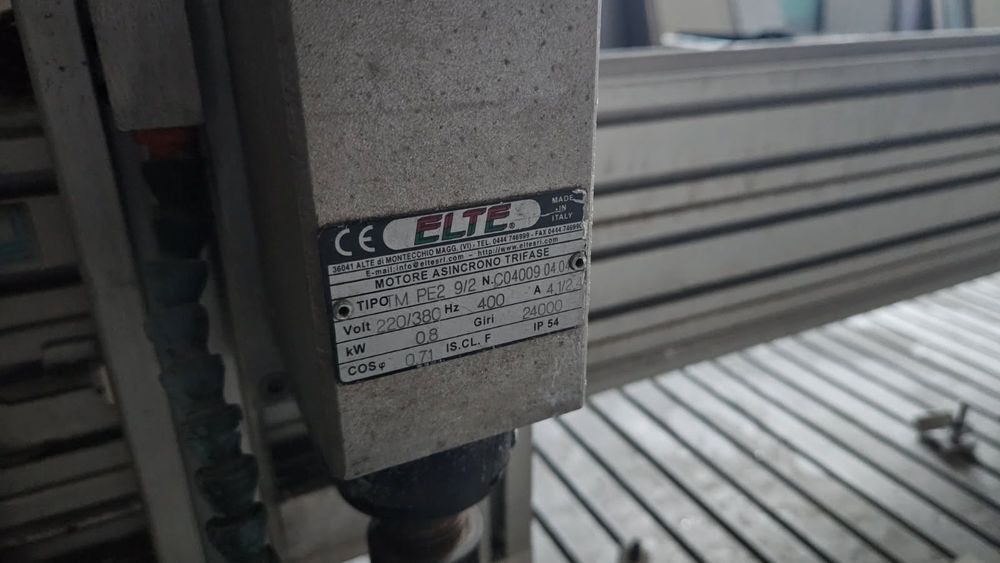 CE ELTE® MADE IN ITALY
36041 ALTE di MONTECCHIO MAGG. (VI) - TEL. 0444 746999 - FAX 0444 74699
E-mail: info@eltesrl.com - http://www.eltesrl.com
MOTORE ASINCRONO TRIFASE
TIPO TM PE2 9/2 N. C04009 04.04
Volt 220/380 Hz 400 A 4,1/2,4
kW 0.8 Giri 24000
COSφ 0,71 IS.CL. F IP 54